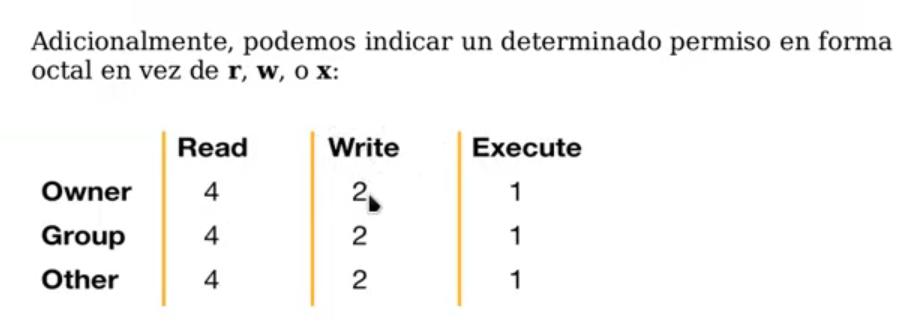 Adicionalmente, podemos indicar un determinado permiso en forma
octal en vez de r, w, o x:
Read Write Execute
Owner 4 2 1
Group 4 2 1
Other 4 2 1